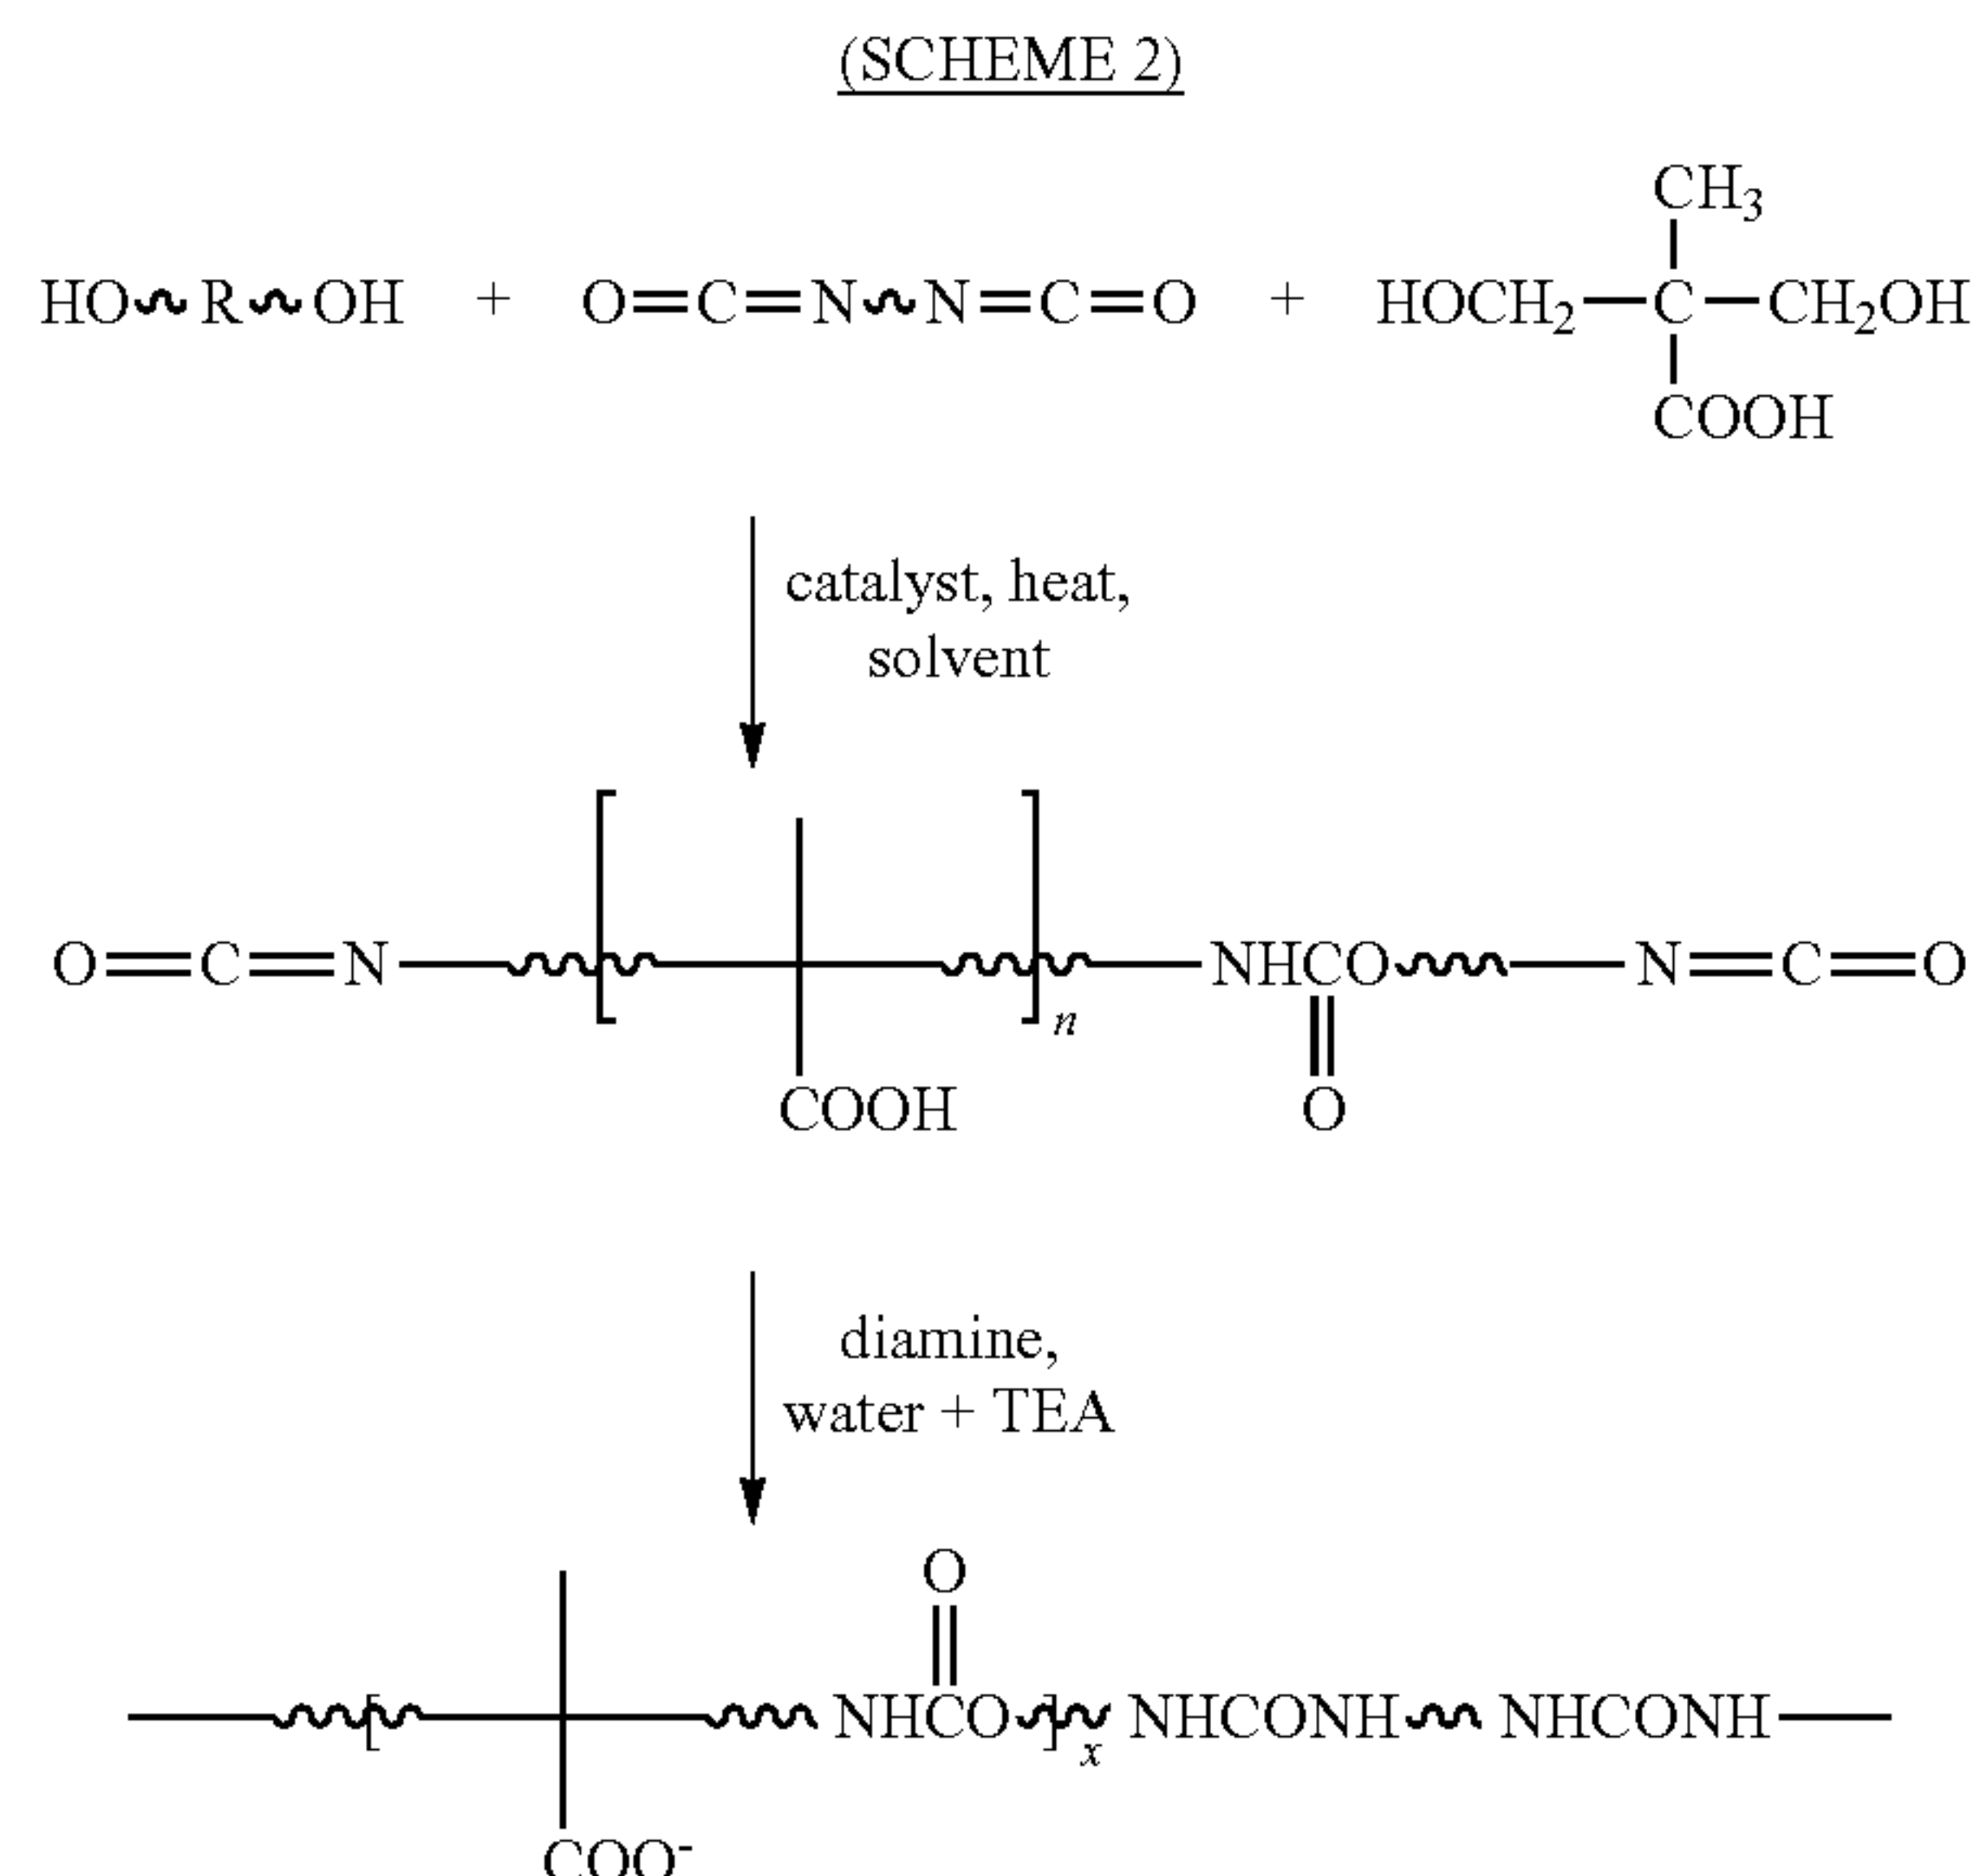 (SCHEME 2)
CH3
HO R OH + O=C=N N=C=O + HOCH2—C—CH2OH
COOH
catalyst, heat,
solvent
O=C=N NHCO N=C=O
n
COOH O
diamine,
water + TEA
O
NHCO NHCONH NHCONH
x
COO-